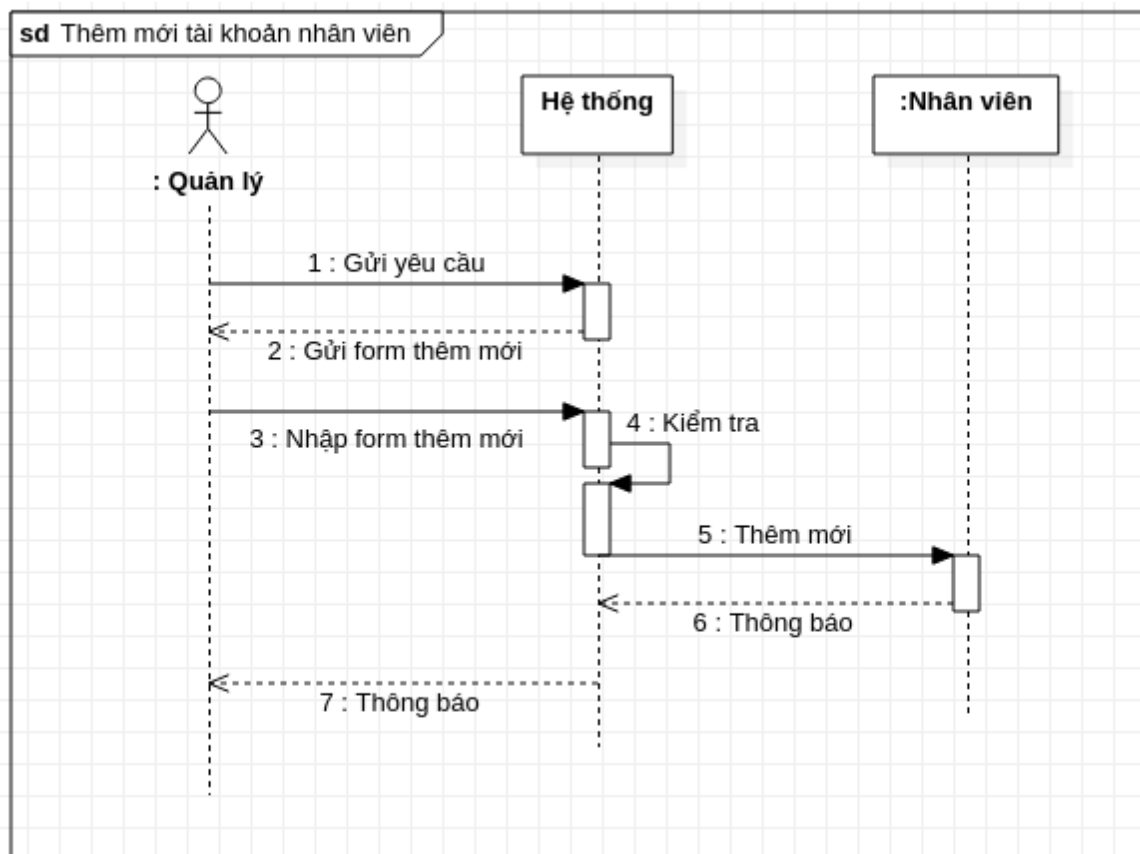 sd Thêm mới tài khoản nhân viên
Hệ thống
:Nhân viên
: Quản lý
1 : Gửi yêu cầu
2 : Gửi form thêm mới
3 : Nhập form thêm mới
4 : Kiểm tra
5 : Thêm mới
6 : Thông báo
7 : Thông báo